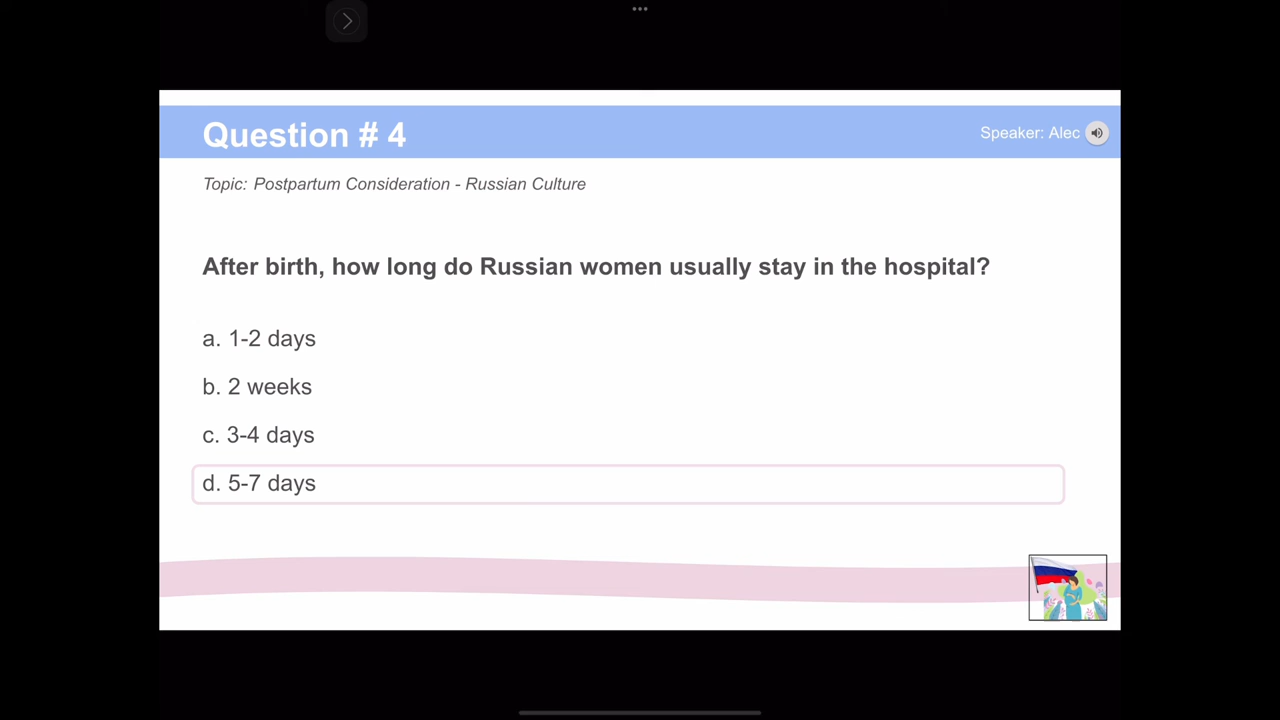 Question # 4
Speaker: Alec
Topic: Postpartum Consideration - Russian Culture
After birth, how long do Russian women usually stay in the hospital?
a. 1-2 days
b. 2 weeks
c. 3-4 days
d. 5-7 days